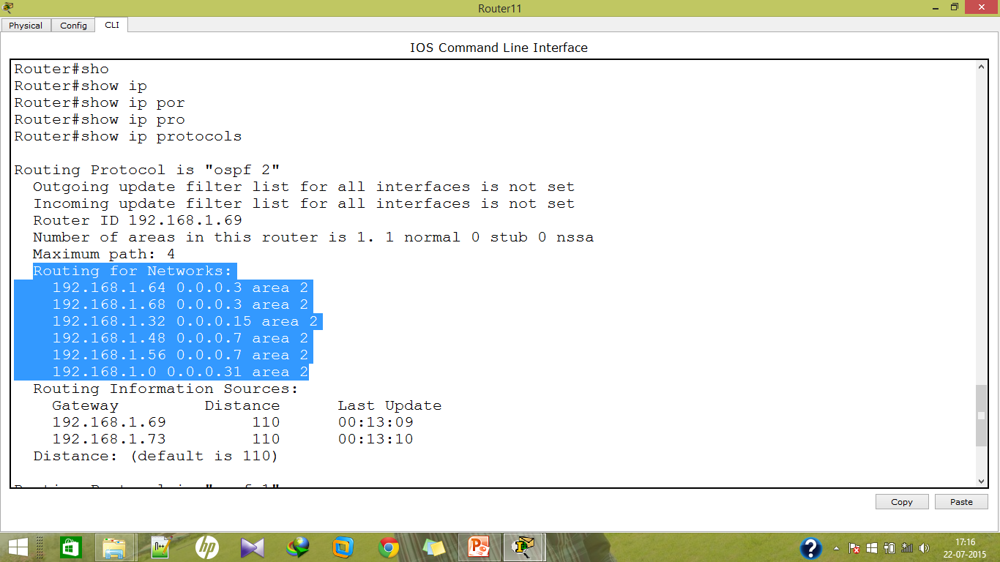 Router11
Physical Config CLI
IOS Command Line Interface
Router#sho
Router#show ip
Router#show ip por
Router#show ip pro
Router#show ip protocols
Routing Protocol is "ospf 2"
Outgoing update filter list for all interfaces is not set
Incoming update filter list for all interfaces is not set
Router ID 192.168.1.69
Number of areas in this router is 1. 1 normal 0 stub 0 nssa
Maximum path: 4
Routing for Networks:
192.168.1.64 0.0.0.3 area 2
192.168.1.68 0.0.0.3 area 2
192.168.1.32 0.0.0.15 area 2
192.168.1.48 0.0.0.7 area 2
192.168.1.56 0.0.0.7 area 2
192.168.1.0 0.0.0.31 area 2
Routing Information Sources:
Gateway Distance Last Update
192.168.1.69 110 00:13:09
192.168.1.73 110 00:13:10
Distance: (default is 110)
Routing Protocol is "ospf 1"
Copy Paste
17:16
22-07-2015